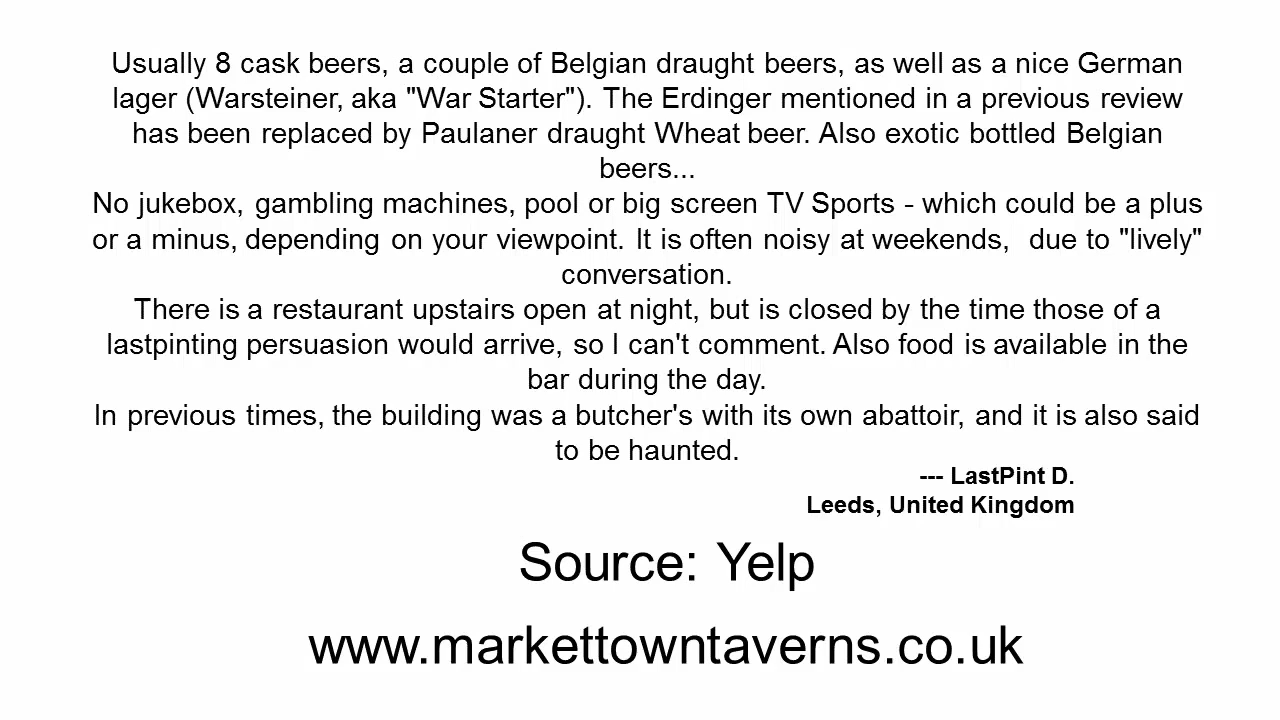 Usually 8 cask beers, a couple of Belgian draught beers, as well as a nice German
lager (Warsteiner, aka "War Starter"). The Erdinger mentioned in a previous review
has been replaced by Paulaner draught Wheat beer. Also exotic bottled Belgian
beers...
No jukebox, gambling machines, pool or big screen TV Sports - which could be a plus
or a minus, depending on your viewpoint. It is often noisy at weekends,  due to "lively"
conversation.
There is a restaurant upstairs open at night, but is closed by the time those of a
lastpinting persuasion would arrive, so I can't comment. Also food is available in the
bar during the day.
In previous times, the building was a butcher's with its own abattoir, and it is also said
to be haunted.
--- LastPint D.
Leeds, United Kingdom
Source: Yelp
www.markettowntaverns.co.uk